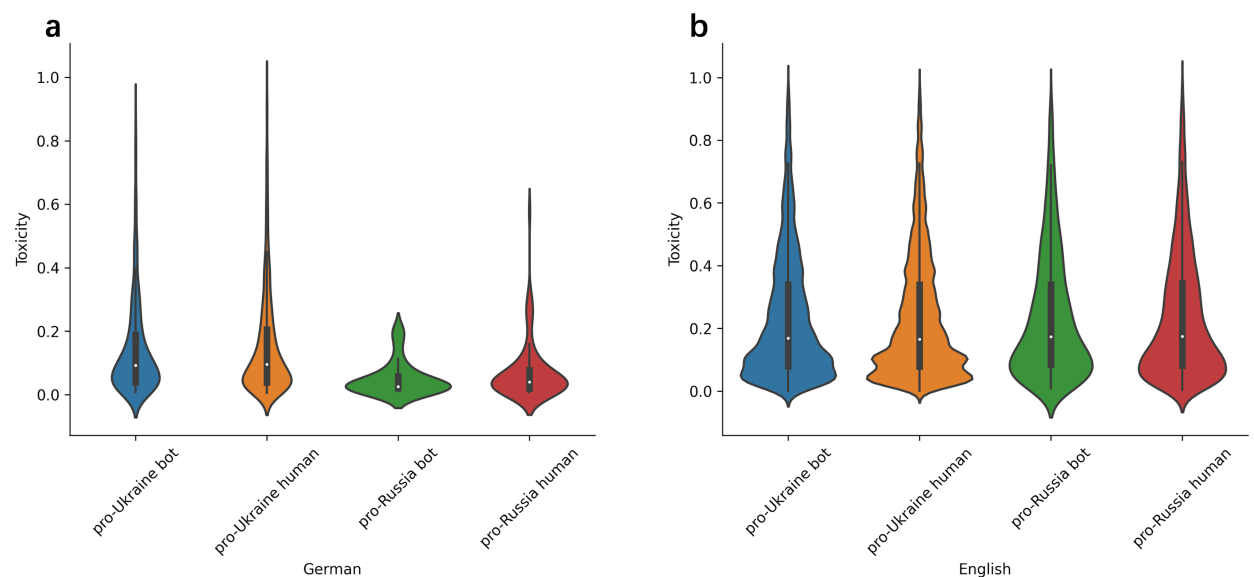 a
Toxicity
1.0
0.8
0.6
0.4
0.2
0.0
pro-Ukraine bot
pro-Ukraine human
pro-Russia bot
pro-Russia human
German
b
Toxicity
1.0
0.8
0.6
0.4
0.2
0.0
pro-Ukraine bot
pro-Ukraine human
pro-Russia bot
pro-Russia human
English